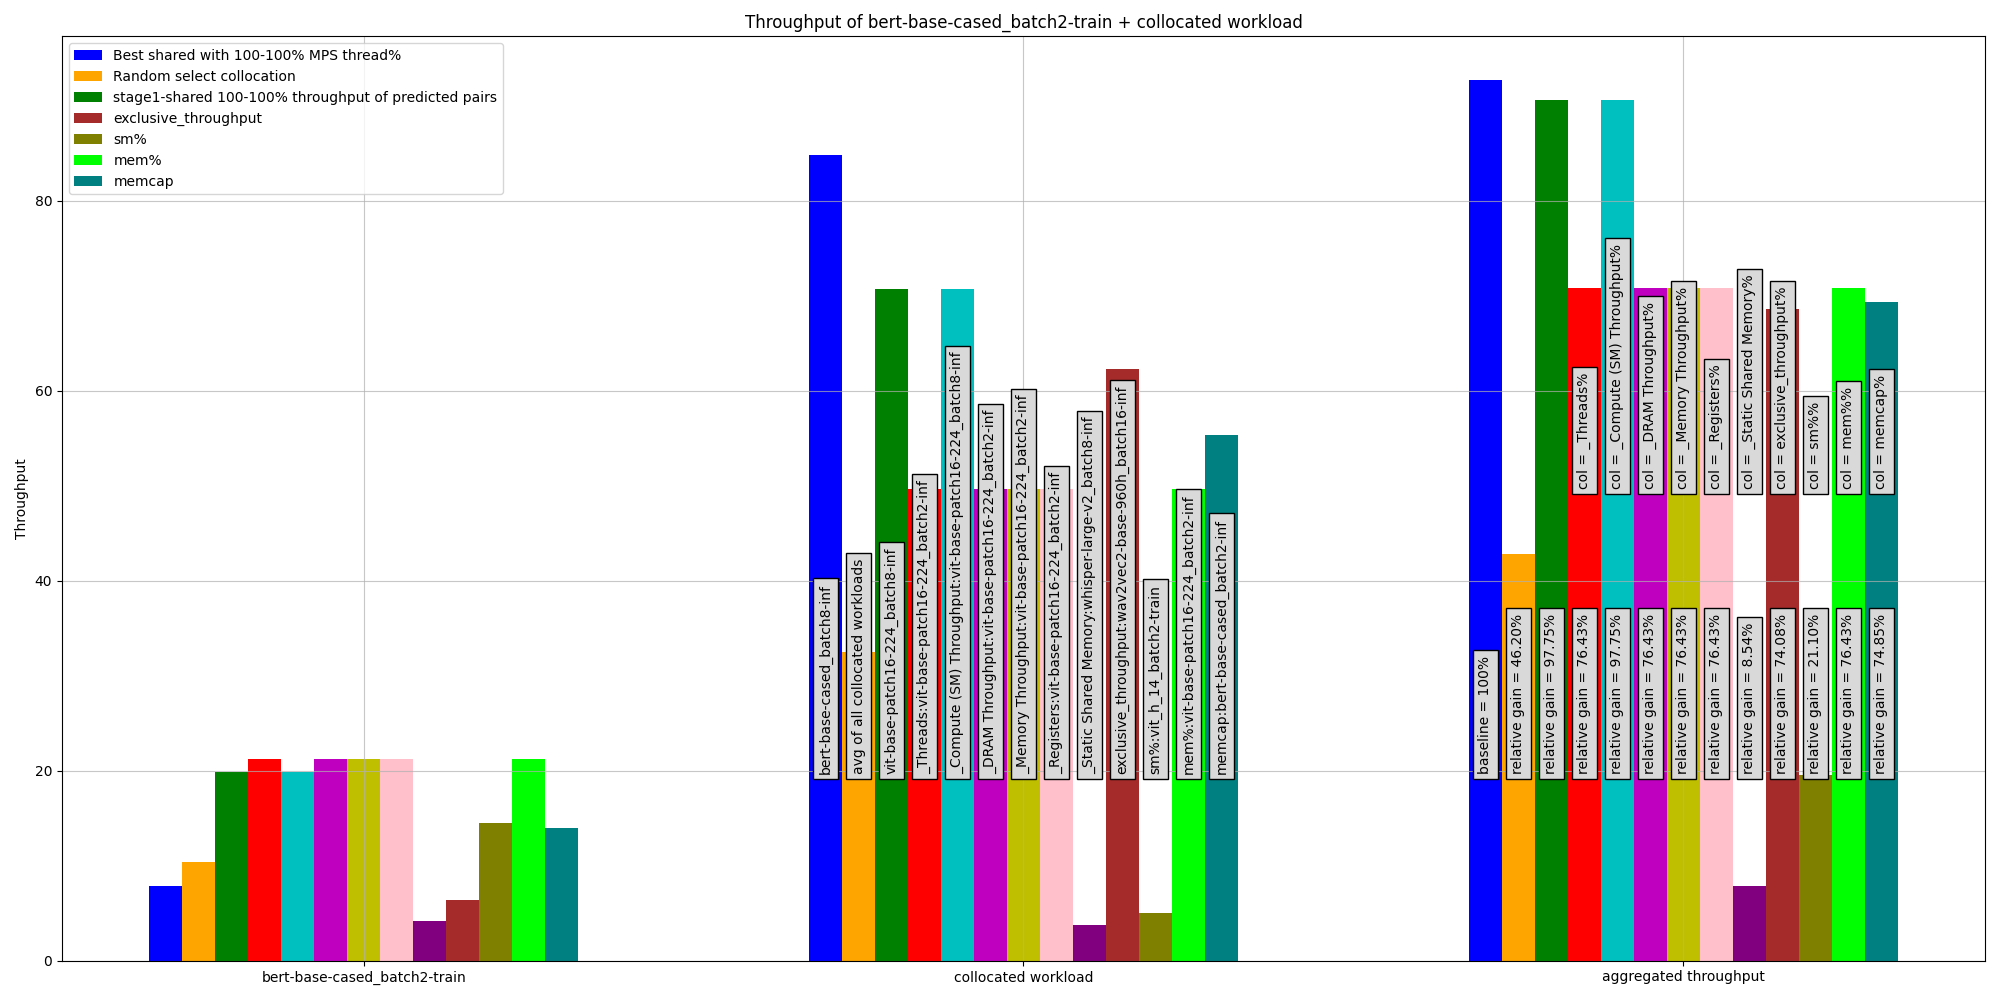 Throughput of bert-base-cased_batch2-train + collocated workload
Best shared with 100-100% MPS thread%
Random select collocation
stage1-shared 100-100% throughput of predicted pairs
exclusive_throughput
sm%
mem%
memcap
Throughput
80
60
40
20
0
bert-base-cased_batch8-inf
avg of all collocated workloads
vit-base-patch16-224_batch8-inf
_Threads:vit-base-patch16-224_batch2-inf
_Compute (SM) Throughput:vit-base-patch16-224_batch8-inf
_DRAM Throughput:vit-base-patch16-224_batch2-inf
_Memory Throughput:vit-base-patch16-224_batch2-inf
_Registers:vit-base-patch16-224_batch2-inf
_Static Shared Memory:whisper-large-v2_batch8-inf
exclusive_throughput:wav2vec2-base-960h_batch16-inf
sm%:vit_h_14_batch2-train
mem%:vit-base-patch16-224_batch2-inf
memcap:bert-base-cased_batch2-inf
col = _Threads%
col = _Compute (SM) Throughput%
col = _DRAM Throughput%
col = _Memory Throughput%
col = _Registers%
col = _Static Shared Memory%
col = exclusive_throughput%
col = sm%%
col = mem%%
col = memcap%
baseline = 100%
relative gain = 46.20%
relative gain = 97.75%
relative gain = 76.43%
relative gain = 97.75%
relative gain = 76.43%
relative gain = 76.43%
relative gain = 76.43%
relative gain = 8.54%
relative gain = 74.08%
relative gain = 21.10%
relative gain = 76.43%
relative gain = 74.85%
bert-base-cased_batch2-train
collocated workload
aggregated throughput